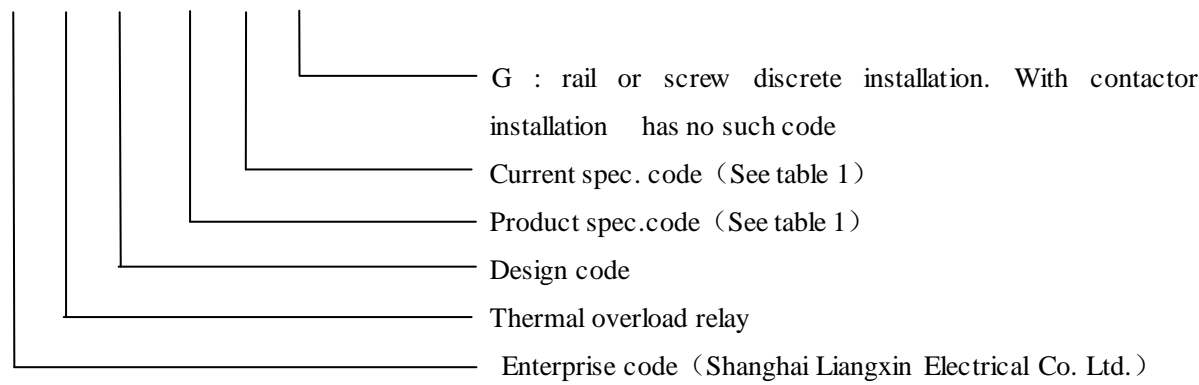 G : rail or screw discrete installation. With contactor
installation has no such code
Current spec. code（See table 1）
Product spec.code（See table 1）
Design code
Thermal overload relay
Enterprise code（Shanghai Liangxin Electrical Co. Ltd.）